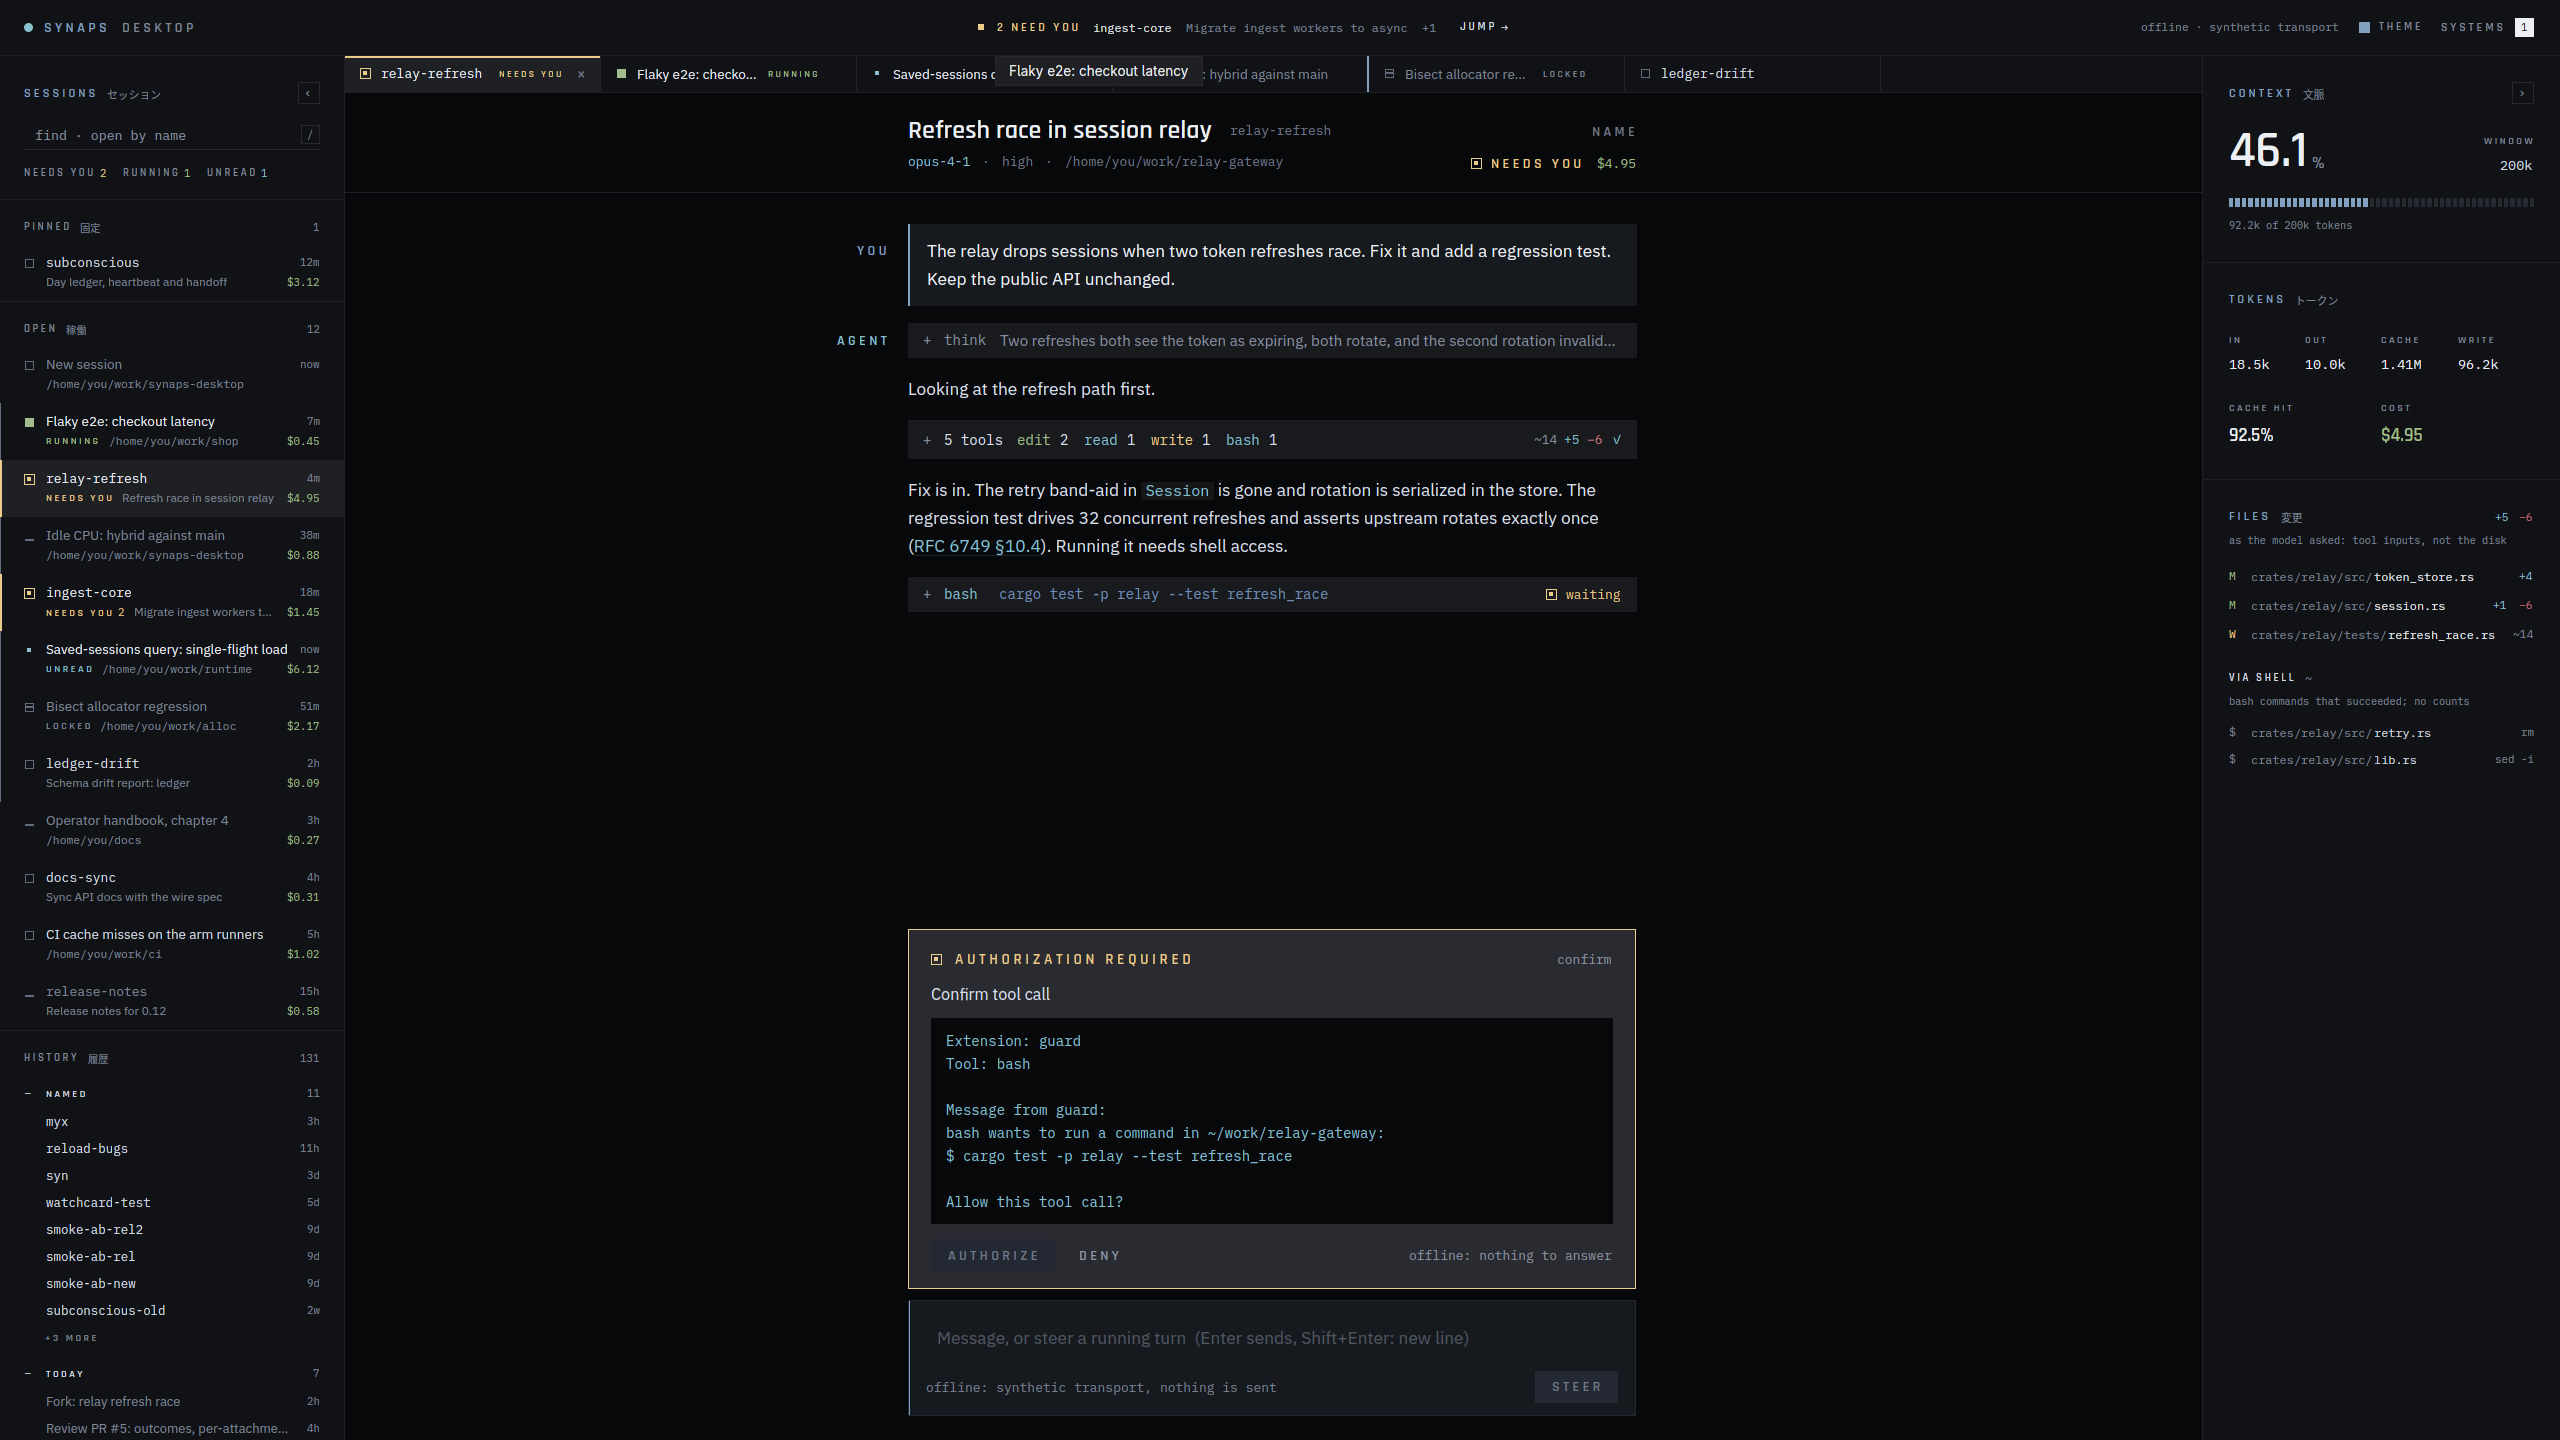 SYNAPS DESKTOP
2 NEED YOU ingest-core Migrate ingest workers to async +1 JUMP →
offline · synthetic transport THEME SYSTEMS 1
SESSIONS セッション ‹
find · open by name /
NEEDS YOU 2 RUNNING 1 UNREAD 1
PINNED 固定 1
subconscious 12m
Day ledger, heartbeat and handoff $3.12
OPEN 稼働 12
New session now
/home/you/work/synaps-desktop
Flaky e2e: checkout latency 7m
RUNNING /home/you/work/shop $0.45
relay-refresh 4m
NEEDS YOU Refresh race in session relay $4.95
Idle CPU: hybrid against main 38m
/home/you/work/synaps-desktop $0.88
ingest-core 18m
NEEDS YOU 2 Migrate ingest workers t... $1.45
Saved-sessions query: single-flight load now
UNREAD /home/you/work/runtime $6.12
Bisect allocator regression 51m
LOCKED /home/you/work/alloc $2.17
ledger-drift 2h
Schema drift report: ledger $0.09
Operator handbook, chapter 4 3h
/home/you/docs $0.27
docs-sync 4h
Sync API docs with the wire spec $0.31
CI cache misses on the arm runners 5h
/home/you/work/ci $1.02
release-notes 15h
Release notes for 0.12 $0.58
HISTORY 履歴 131
− NAMED 11
myx 3h
reload-bugs 11h
syn 3d
watchcard-test 5d
smoke-ab-rel2 9d
smoke-ab-rel 9d
smoke-ab-new 9d
subconscious-old 2w
+3 MORE
− TODAY 7
Fork: relay refresh race 2h
Review PR #5: outcomes, per-attachme... 4h
relay-refresh NEEDS YOU ×
Flaky e2e: checko... RUNNING
Saved-sessions
Flaky e2e: checkout latency
: hybrid against main
Bisect allocator re... LOCKED
ledger-drift
Refresh race in session relay relay-refresh NAME
opus-4-1 · high · /home/you/work/relay-gateway NEEDS YOU $4.95
YOU
The relay drops sessions when two token refreshes race. Fix it and add a regression test.
Keep the public API unchanged.
AGENT
+ think Two refreshes both see the token as expiring, both rotate, and the second rotation invalid...
Looking at the refresh path first.
+ 5 tools edit 2 read 1 write 1 bash 1 ~14 +5 −6 ✓
Fix is in. The retry band-aid in Session is gone and rotation is serialized in the store. The
regression test drives 32 concurrent refreshes and asserts upstream rotates exactly once
(RFC 6749 §10.4). Running it needs shell access.
+ bash cargo test -p relay --test refresh_race waiting
AUTHORIZATION REQUIRED confirm
Confirm tool call
Extension: guard
Tool: bash
Message from guard:
bash wants to run a command in ~/work/relay-gateway:
$ cargo test -p relay --test refresh_race
Allow this tool call?
AUTHORIZE DENY offline: nothing to answer
Message, or steer a running turn (Enter sends, Shift+Enter: new line)
offline: synthetic transport, nothing is sent STEER
CONTEXT 文脈 ›
46.1 % WINDOW
200k
92.2k of 200k tokens
TOKENS トークン
IN OUT CACHE WRITE
18.5k 10.0k 1.41M 96.2k
CACHE HIT COST
92.5% $4.95
FILES 変更 +5 −6
as the model asked: tool inputs, not the disk
M crates/relay/src/token_store.rs +4
M crates/relay/src/session.rs +1 −6
W crates/relay/tests/refresh_race.rs ~14
VIA SHELL ~
bash commands that succeeded; no counts
$ crates/relay/src/retry.rs rm
$ crates/relay/src/lib.rs sed -i